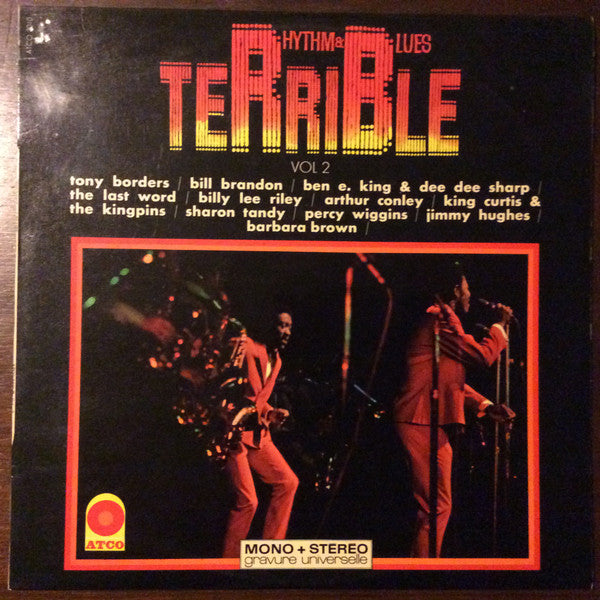 RHYTHM & BLUES
TERRIBLE
VOL 2
tony borders / bill brandon / ben e. king & dee dee sharp /
the last word / billy lee riley / arthur conley / king curtis &
the kingpins / sharon tandy / percy wiggins / jimmy hughes /
barbara brown /
ATCO
MONO + STEREO
gravure universelle